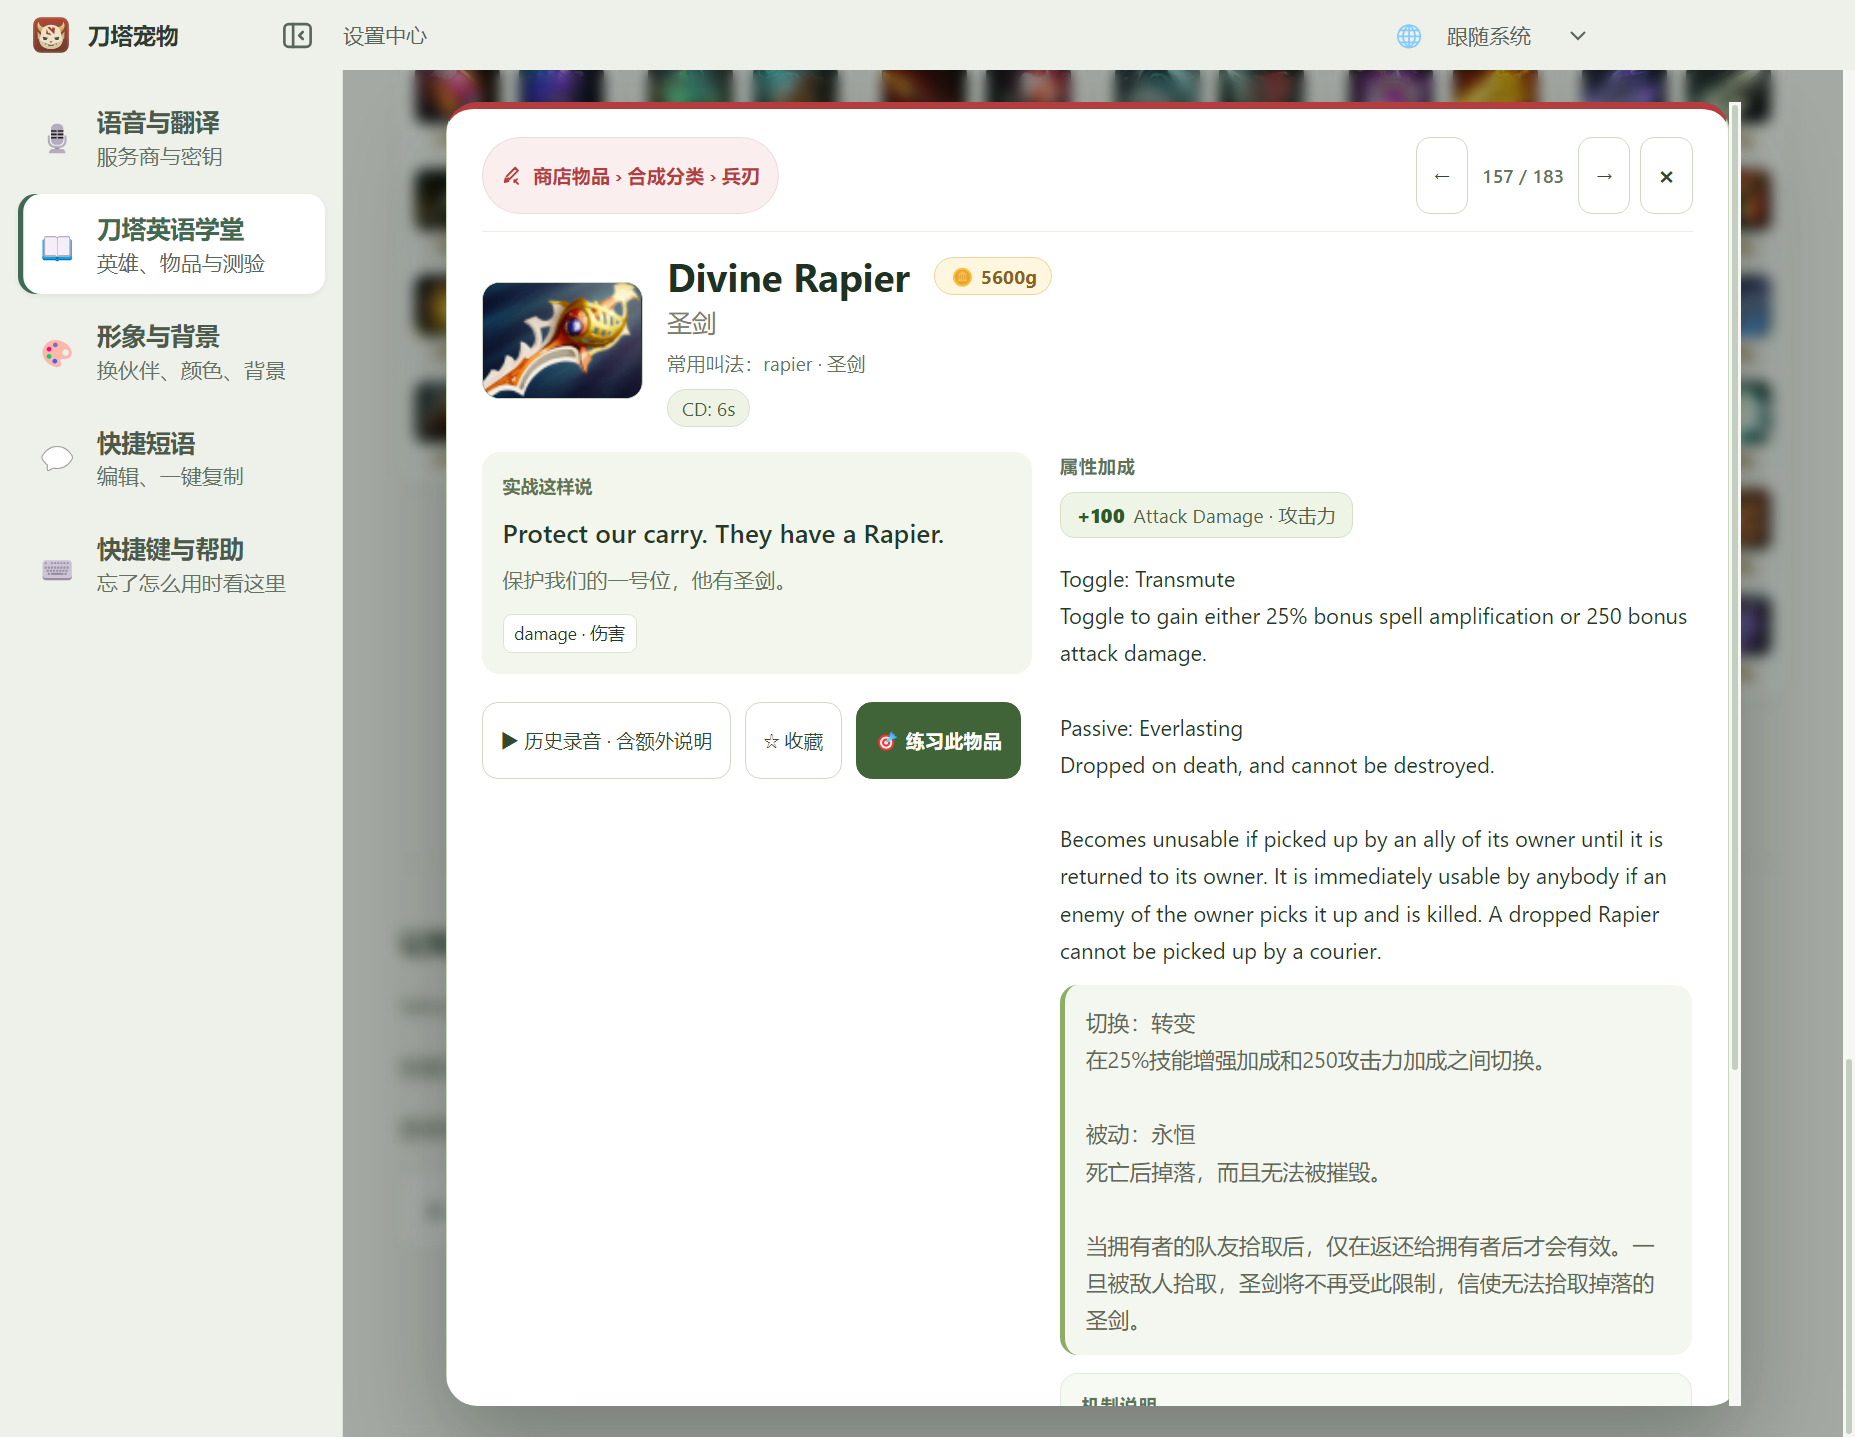 刀塔宠物
设置中心
跟随系统
语音与翻译
服务商与密钥
刀塔英语学堂
英雄、物品与测验
形象与背景
换伙伴、颜色、背景
快捷短语
编辑、一键复制
快捷键与帮助
忘了怎么用时看这里
商店物品 › 合成分类 › 兵刃
← 157 / 183 → ×
Divine Rapier
5600g
圣剑
常用叫法：rapier · 圣剑
CD: 6s
实战这样说
Protect our carry. They have a Rapier.
保护我们的一号位，他有圣剑。
damage · 伤害
▶ 历史录音 · 含额外说明
☆ 收藏
练习此物品
属性加成
+100 Attack Damage · 攻击力
Toggle: Transmute
Toggle to gain either 25% bonus spell amplification or 250 bonus
attack damage.
Passive: Everlasting
Dropped on death, and cannot be destroyed.
Becomes unusable if picked up by an ally of its owner until it is
returned to its owner. It is immediately usable by anybody if an
enemy of the owner picks it up and is killed. A dropped Rapier
cannot be picked up by a courier.
切换：转变
在25%技能增强加成和250攻击力加成之间切换。
被动：永恒
死亡后掉落，而且无法被摧毁。
当拥有者的队友拾取后，仅在返还给拥有者后才会有效。一
旦被敌人拾取，圣剑将不再受此限制，信使无法拾取掉落的
圣剑。
机制说明